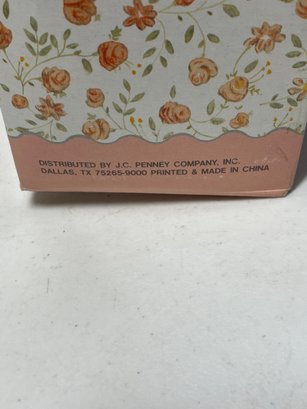 DISTRIBUTED BY J.C. PENNEY COMPANY, INC.
DALLAS, TX 75265-9000 PRINTED & MADE IN CHINA